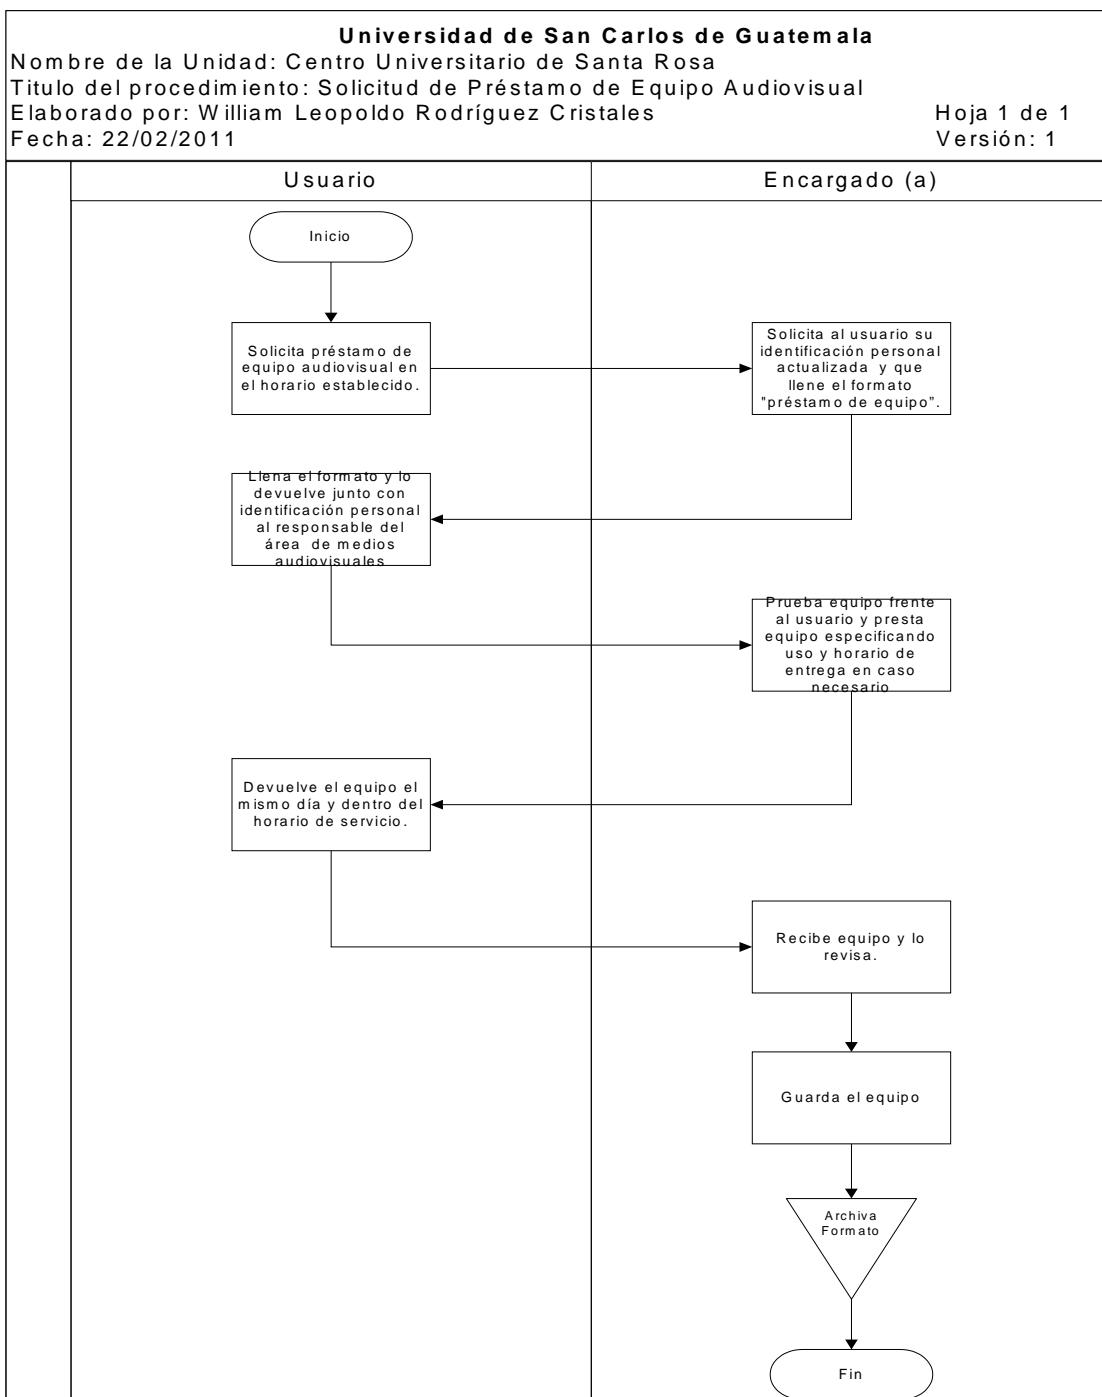 Universidad de San Carlos de Guatemala
Nombre de la Unidad: Centro Universitario de Santa Rosa
Titulo del procedimiento: Solicitud de Préstamo de Equipo Audiovisual
Elaborado por: William Leopoldo Rodríguez Cristales
Hoja 1 de 1
Fecha: 22/02/2011
Versión: 1
Usuario
Encargado (a)
Inicio
Solicita préstamo de
equipo audiovisual en
el horario establecido.
Solicita al usuario su
identificación personal
actualizada y que
llene el formato
"préstamo de equipo”.
Llena el formato y lo
devuelve junto con
identificación personal
al responsable del
área de medios
audiovisuales
Prueba equipo frente
al usuario y presta
equipo especificando
uso y horario de
entrega en caso
necesario
Devuelve el equipo el
mismo día y dentro del
horario de servicio.
Recibe equipo y lo
revisa.
Guarda el equipo
Archiva
Formato
Fin